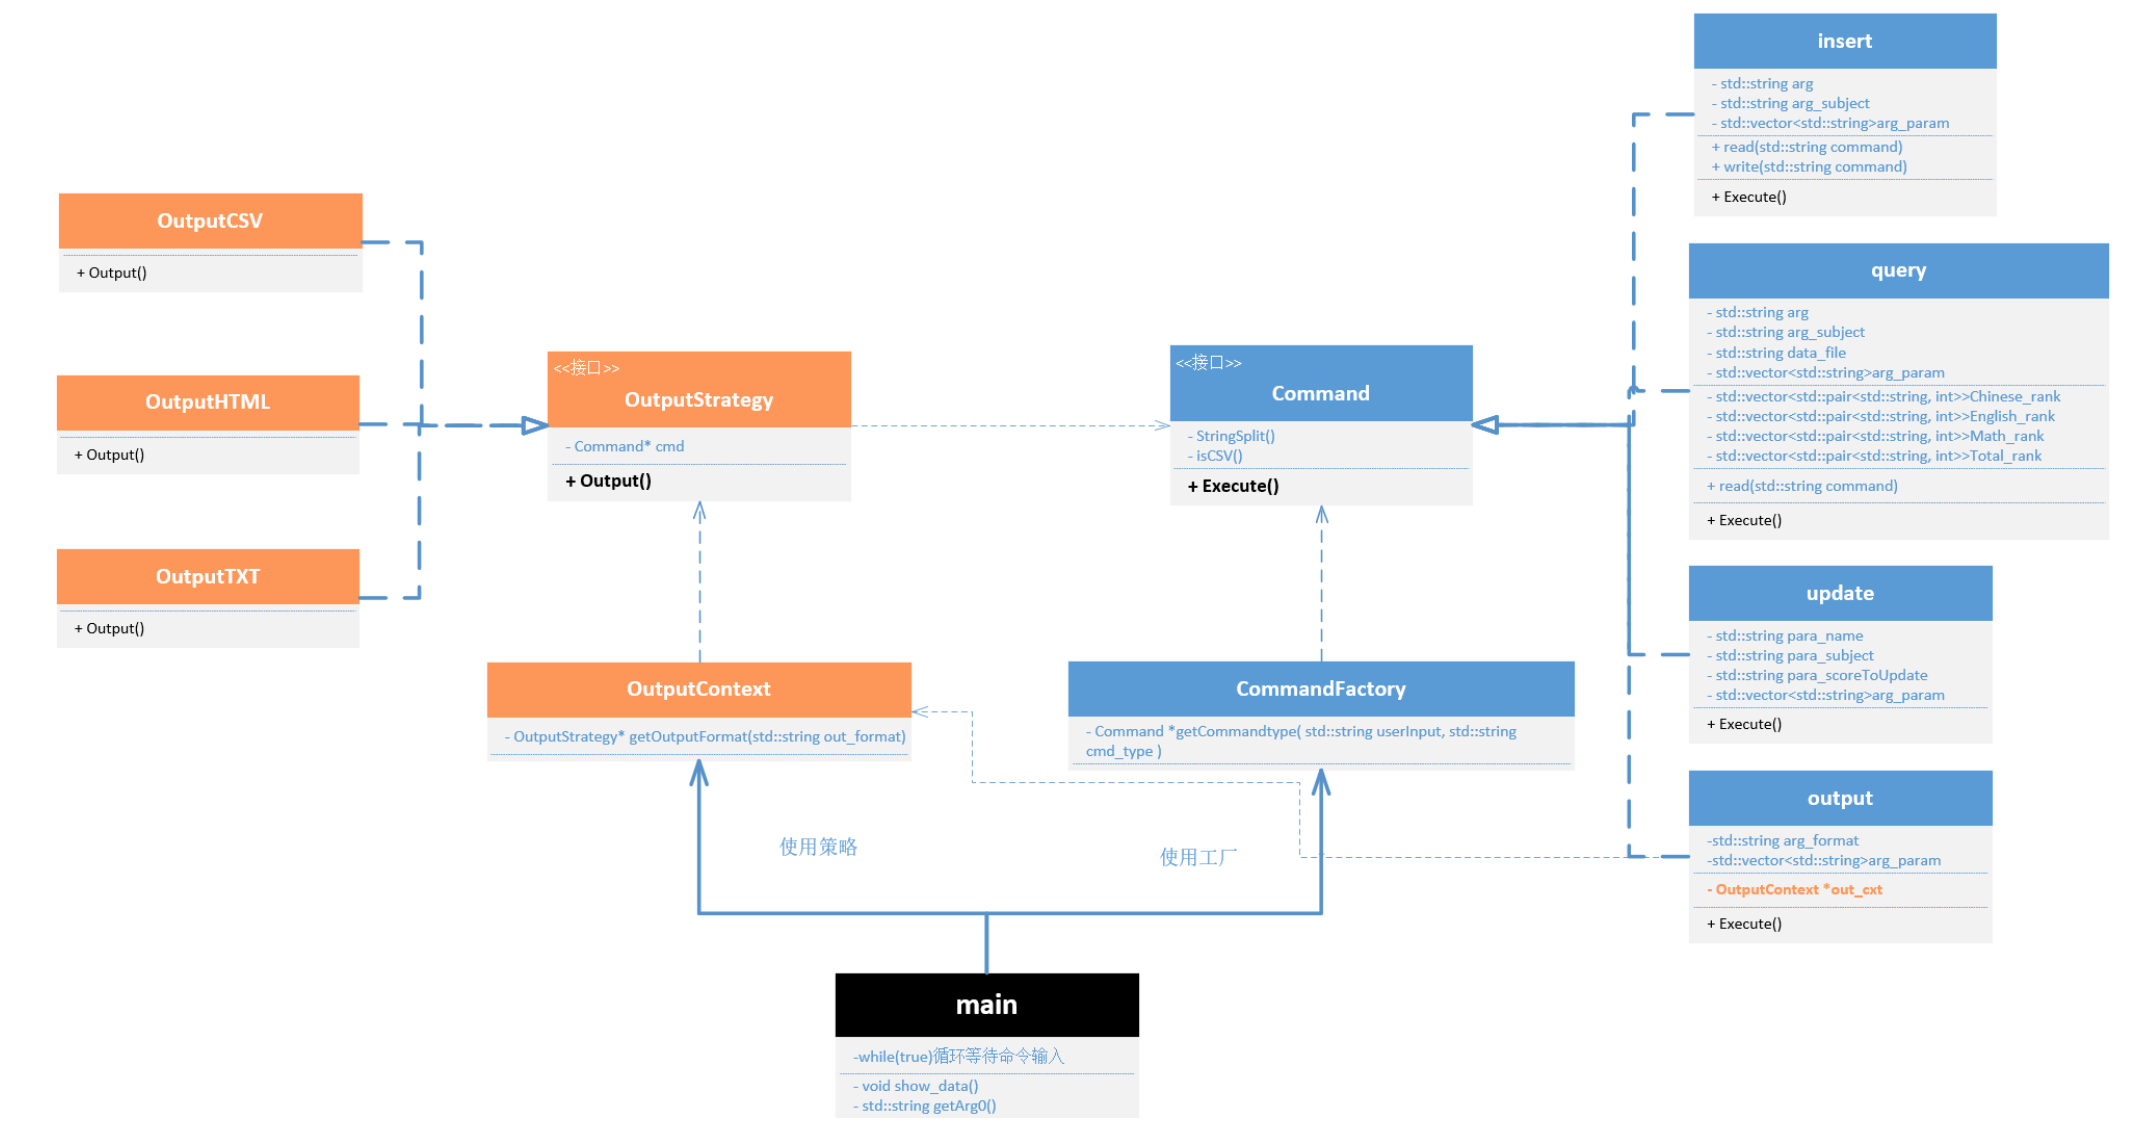 insert
- std::string arg
- std::string arg_subject
- std::vector<std::string>arg_param
+ read(std::string command)
+ write(std::string command)
+ Execute()
OutputCSV
+ Output()
query
- std::string arg
- std::string arg_subject
- std::string data_file
- std::vector<std::string>arg_param
- std::vector<std::pair<std::string, int>>Chinese_rank
- std::vector<std::pair<std::string, int>>English_rank
- std::vector<std::pair<std::string, int>>Math_rank
- std::vector<std::pair<std::string, int>>Total_rank
+ read(std::string command)
+ Execute()
OutputHTML
+ Output()
<<接口>>
OutputStrategy
- Command* cmd
+ Output()
<<接口>>
Command
- StringSplit()
- isCSV()
+ Execute()
OutputTXT
+ Output()
update
- std::string para_name
- std::string para_subject
- std::string para_scoreToUpdate
- std::vector<std::string>arg_param
+ Execute()
OutputContext
- OutputStrategy* getOutputFormat(std::string out_format)
CommandFactory
- Command *getCommandtype( std::string userInput, std::string
cmd_type )
output
-std::string arg_format
-std::vector<std::string>arg_param
- OutputContext *out_cxt
+ Execute()
使用策略
使用工厂
main
-while(true)循环等待命令输入
- void show_data()
- std::string getArg0()